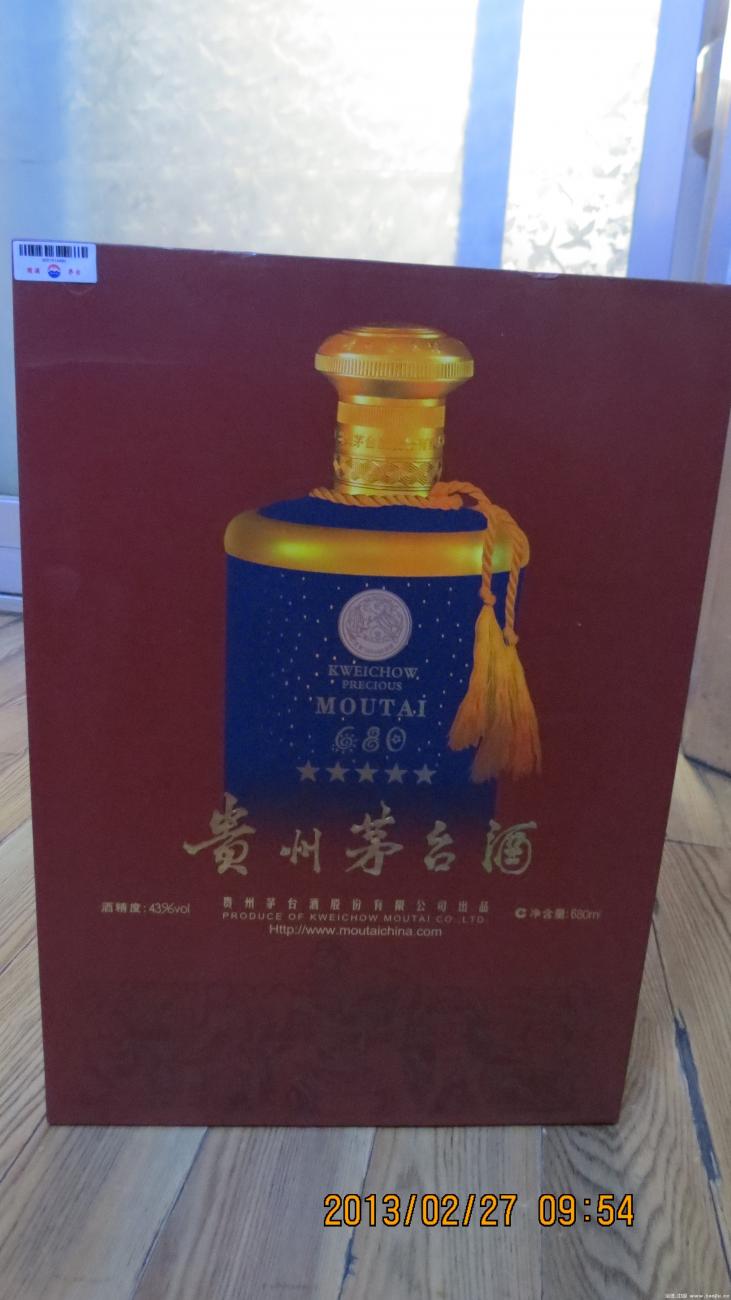 KWEICHOW
PRECIOUS
MOUTAI
680
貴州茅台酒
酒精度:43%vol
贵州茅台酒股份有限公司出品
PRODUCE OF KWEICHOW MOUTAI CO.,LTD.
C 净含量:680ml
Http://www.moutaichina.com
2013/02/27 09:54